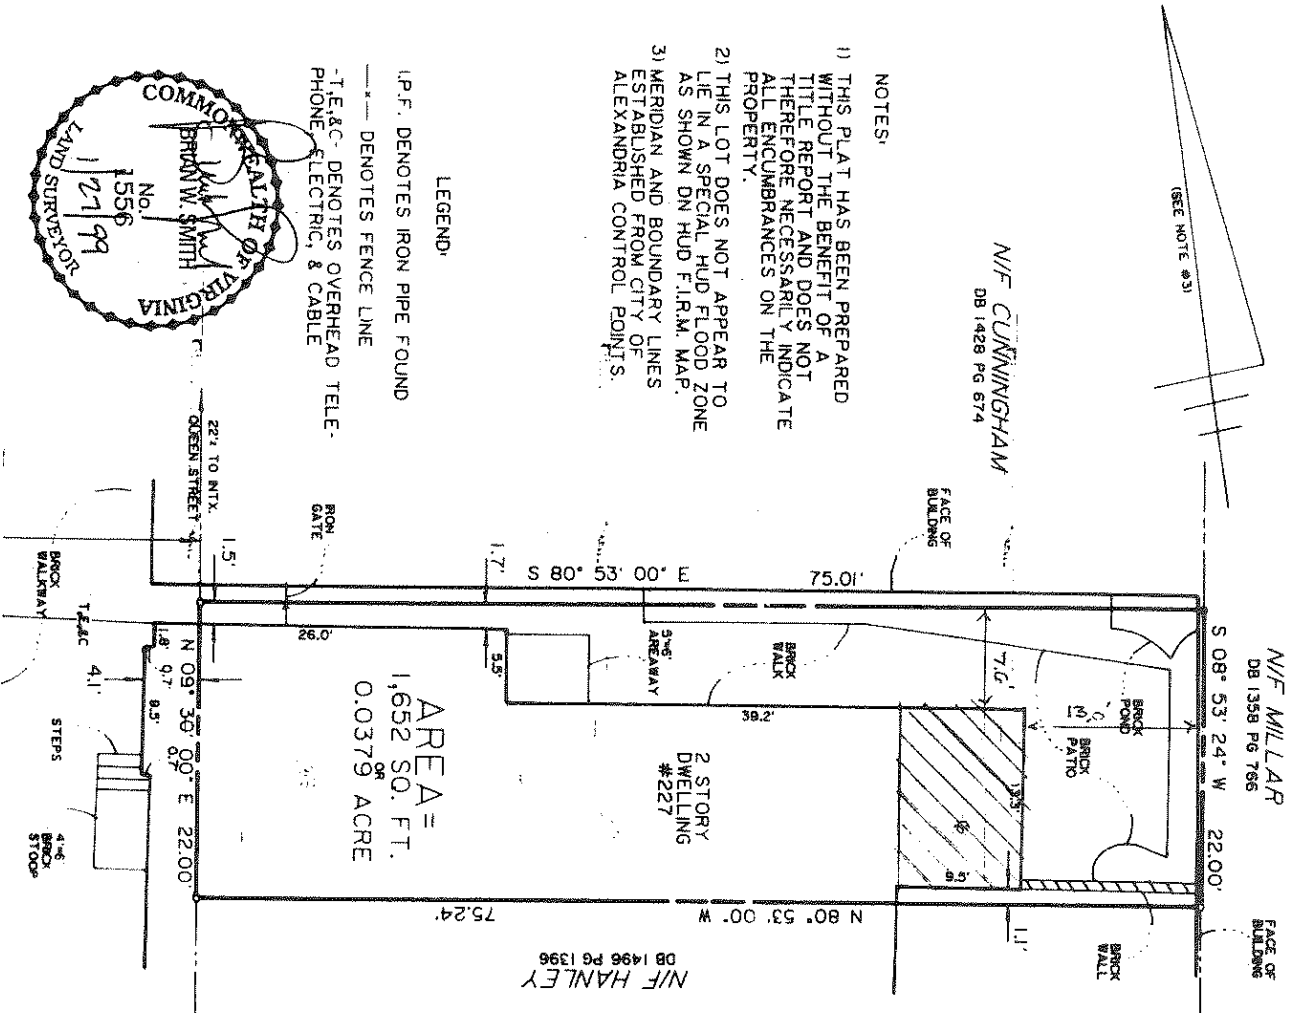 (SEE NOTE #3)
NOTES:
1) THIS PLAT HAS BEEN PREPARED
WITHOUT THE BENEFIT OF A
TITLE REPORT AND DOES NOT
THEREFORE NECESSARILY INDICATE
ALL ENCUMBRANCES ON THE
PROPERTY.
2) THIS LOT DOES NOT APPEAR TO
LIE IN A SPECIAL HUD FLOOD ZONE
AS SHOWN ON HUD F.I.R.M. MAP.
3) MERIDIAN AND BOUNDARY LINES
ESTABLISHED FROM CITY OF
ALEXANDRIA CONTROL POINTS.
LEGEND:
I.P.F. DENOTES IRON PIPE FOUND
—x— DENOTES FENCE LINE
-T,E,&C- DENOTES OVERHEAD TELE-
PHONE, ELECTRIC, & CABLE
COMMONWEALTH OF VIRGINIA
BRIAN W. SMITH
No.
1556
1 27 99
LAND SURVEYOR
N/F CUNNINGHAM
DB 1428 PG 674
N/F MILLAR
DB 1358 PG 766
S 08° 53' 24" W 22.00'
FACE OF
BUILDING
FACE OF
BUILDING
S 80° 53' 00" E
75.01'
22'± TO INTX.
QUEEN STREET
IRON
GATE
1.5'
1.7'
26.0'
5.5'
5'x6'
AREAWAY
BRICK
WALK
7.6'
13.0'
BRICK
POND
BRICK
PATIO
39.2'
2 STORY
DWELLING
#227
13.3'
9.5'
1.1'
BRICK
WALL
AREA =
1,652 SQ. FT.
OR
0.0379 ACRE
BRICK
WALKWAY
T,E,&C
1.8'
0.7'
4.1'
9.5'
0.7'
STEPS
4'x6'
BRICK
STOOP
N 09° 30' 00" E 22.00'
75.24'
N 80° 53' 00" W
N/F HANLEY
DB 1496 PG 1396